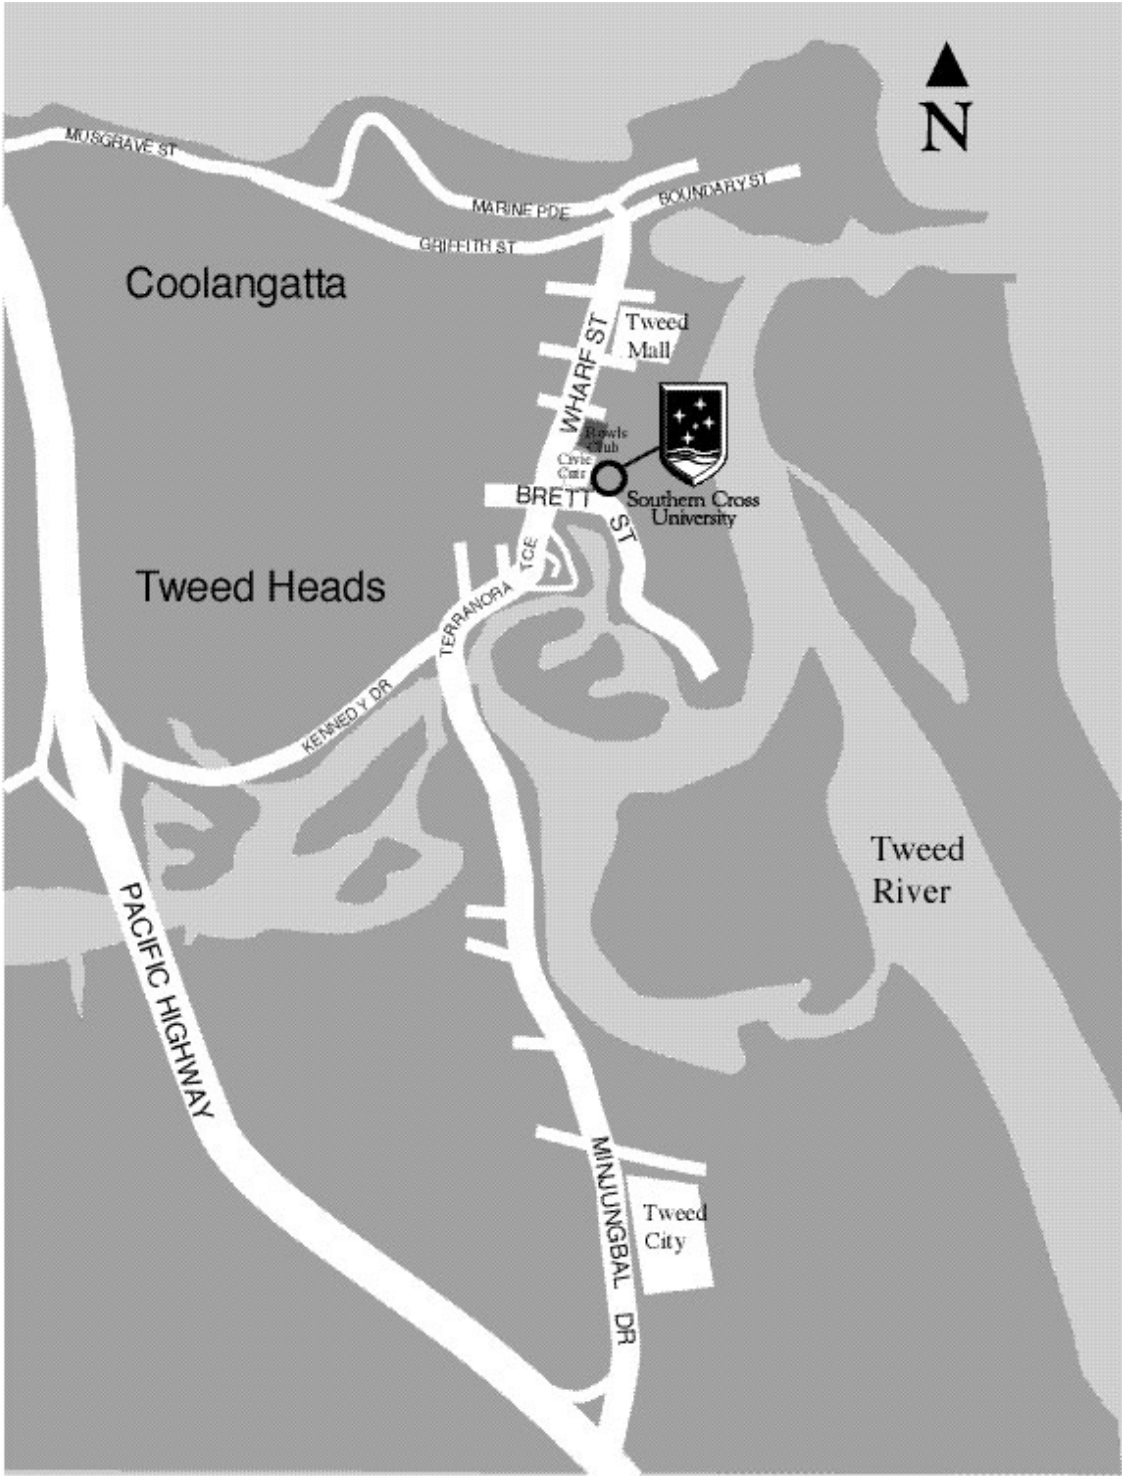 N
MUSGRAVE ST
MARINE PDE
BOUNDARY ST
GRIFFITH ST
Coolangatta
Tweed
Mall
WHARF ST
Bowls
Club
Civic
Cntr
BRETT ST
Southern Cross
University
Tweed Heads
TERRANORA TCE
KENNEDY DR
Tweed
River
PACIFIC HIGHWAY
MINJUNGBAL DR
Tweed
City